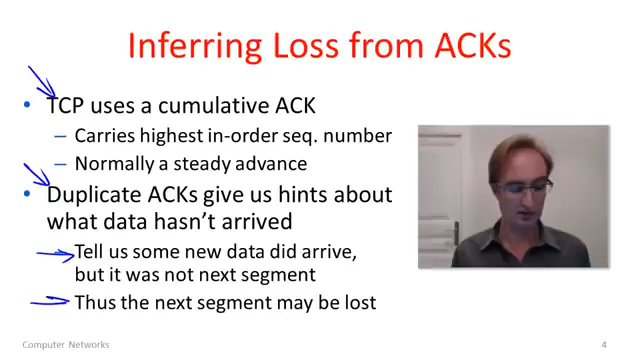 Inferring Loss from ACKs
• TCP uses a cumulative ACK
– Carries highest in-order seq. number
– Normally a steady advance
• Duplicate ACKs give us hints about
what data hasn't arrived
Tell us some new data did arrive,
but it was not next segment
Thus the next segment may be lost
Computer Networks
4